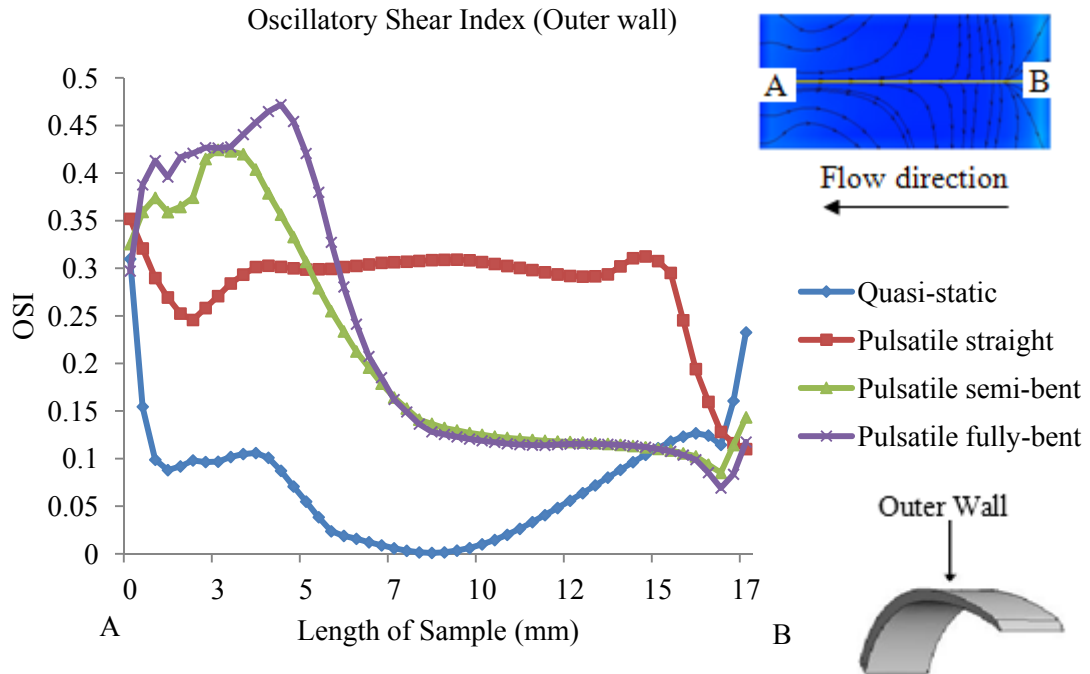 Oscillatory Shear Index (Outer wall)
0.5
0.45
0.4
0.35
0.3
0.25
0.2
0.15
0.1
0.05
0
OSI
0 3 5 7 10 12 15 17
A Length of Sample (mm) B
A B
Flow direction
Quasi-static
Pulsatile straight
Pulsatile semi-bent
Pulsatile fully-bent
Outer Wall